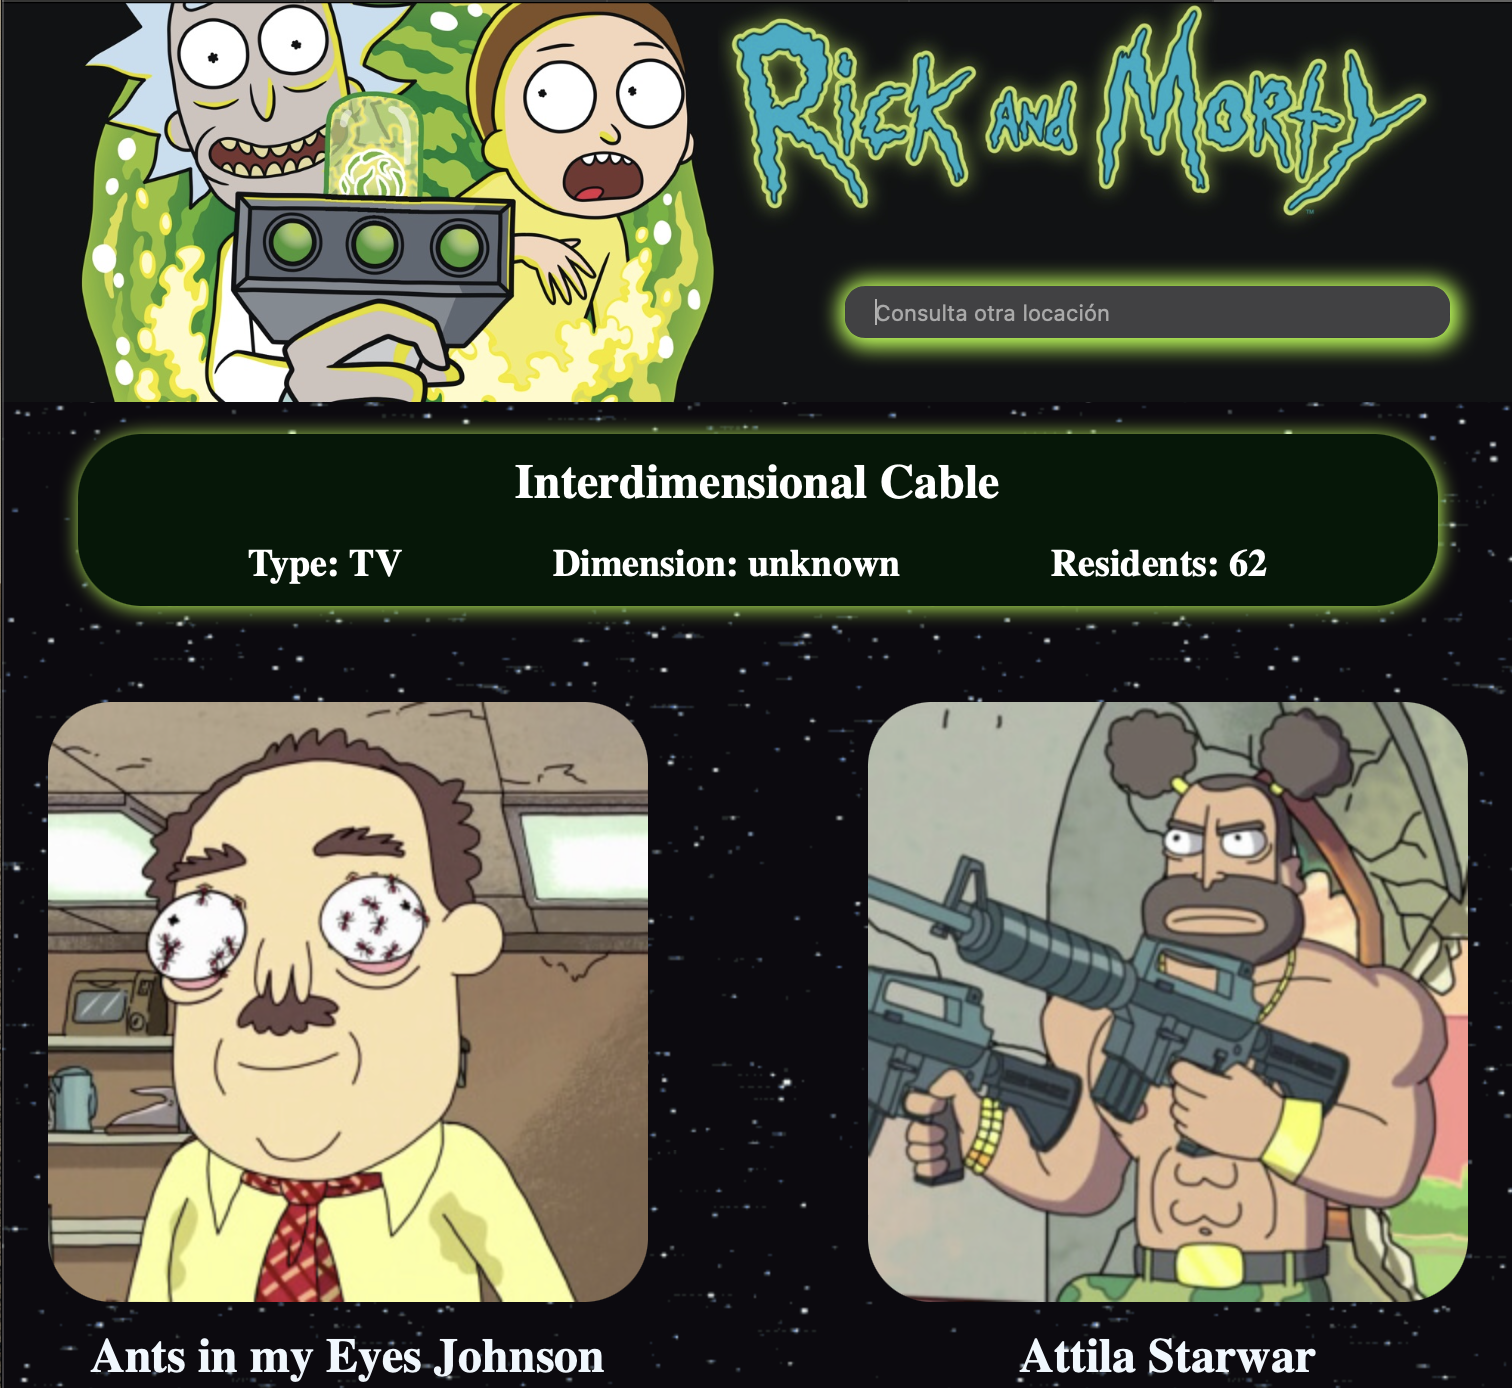 Rick and Morty
™
Consulta otra locación
Interdimensional Cable
Type: TV Dimension: unknown Residents: 62
Ants in my Eyes Johnson Attila Starwar